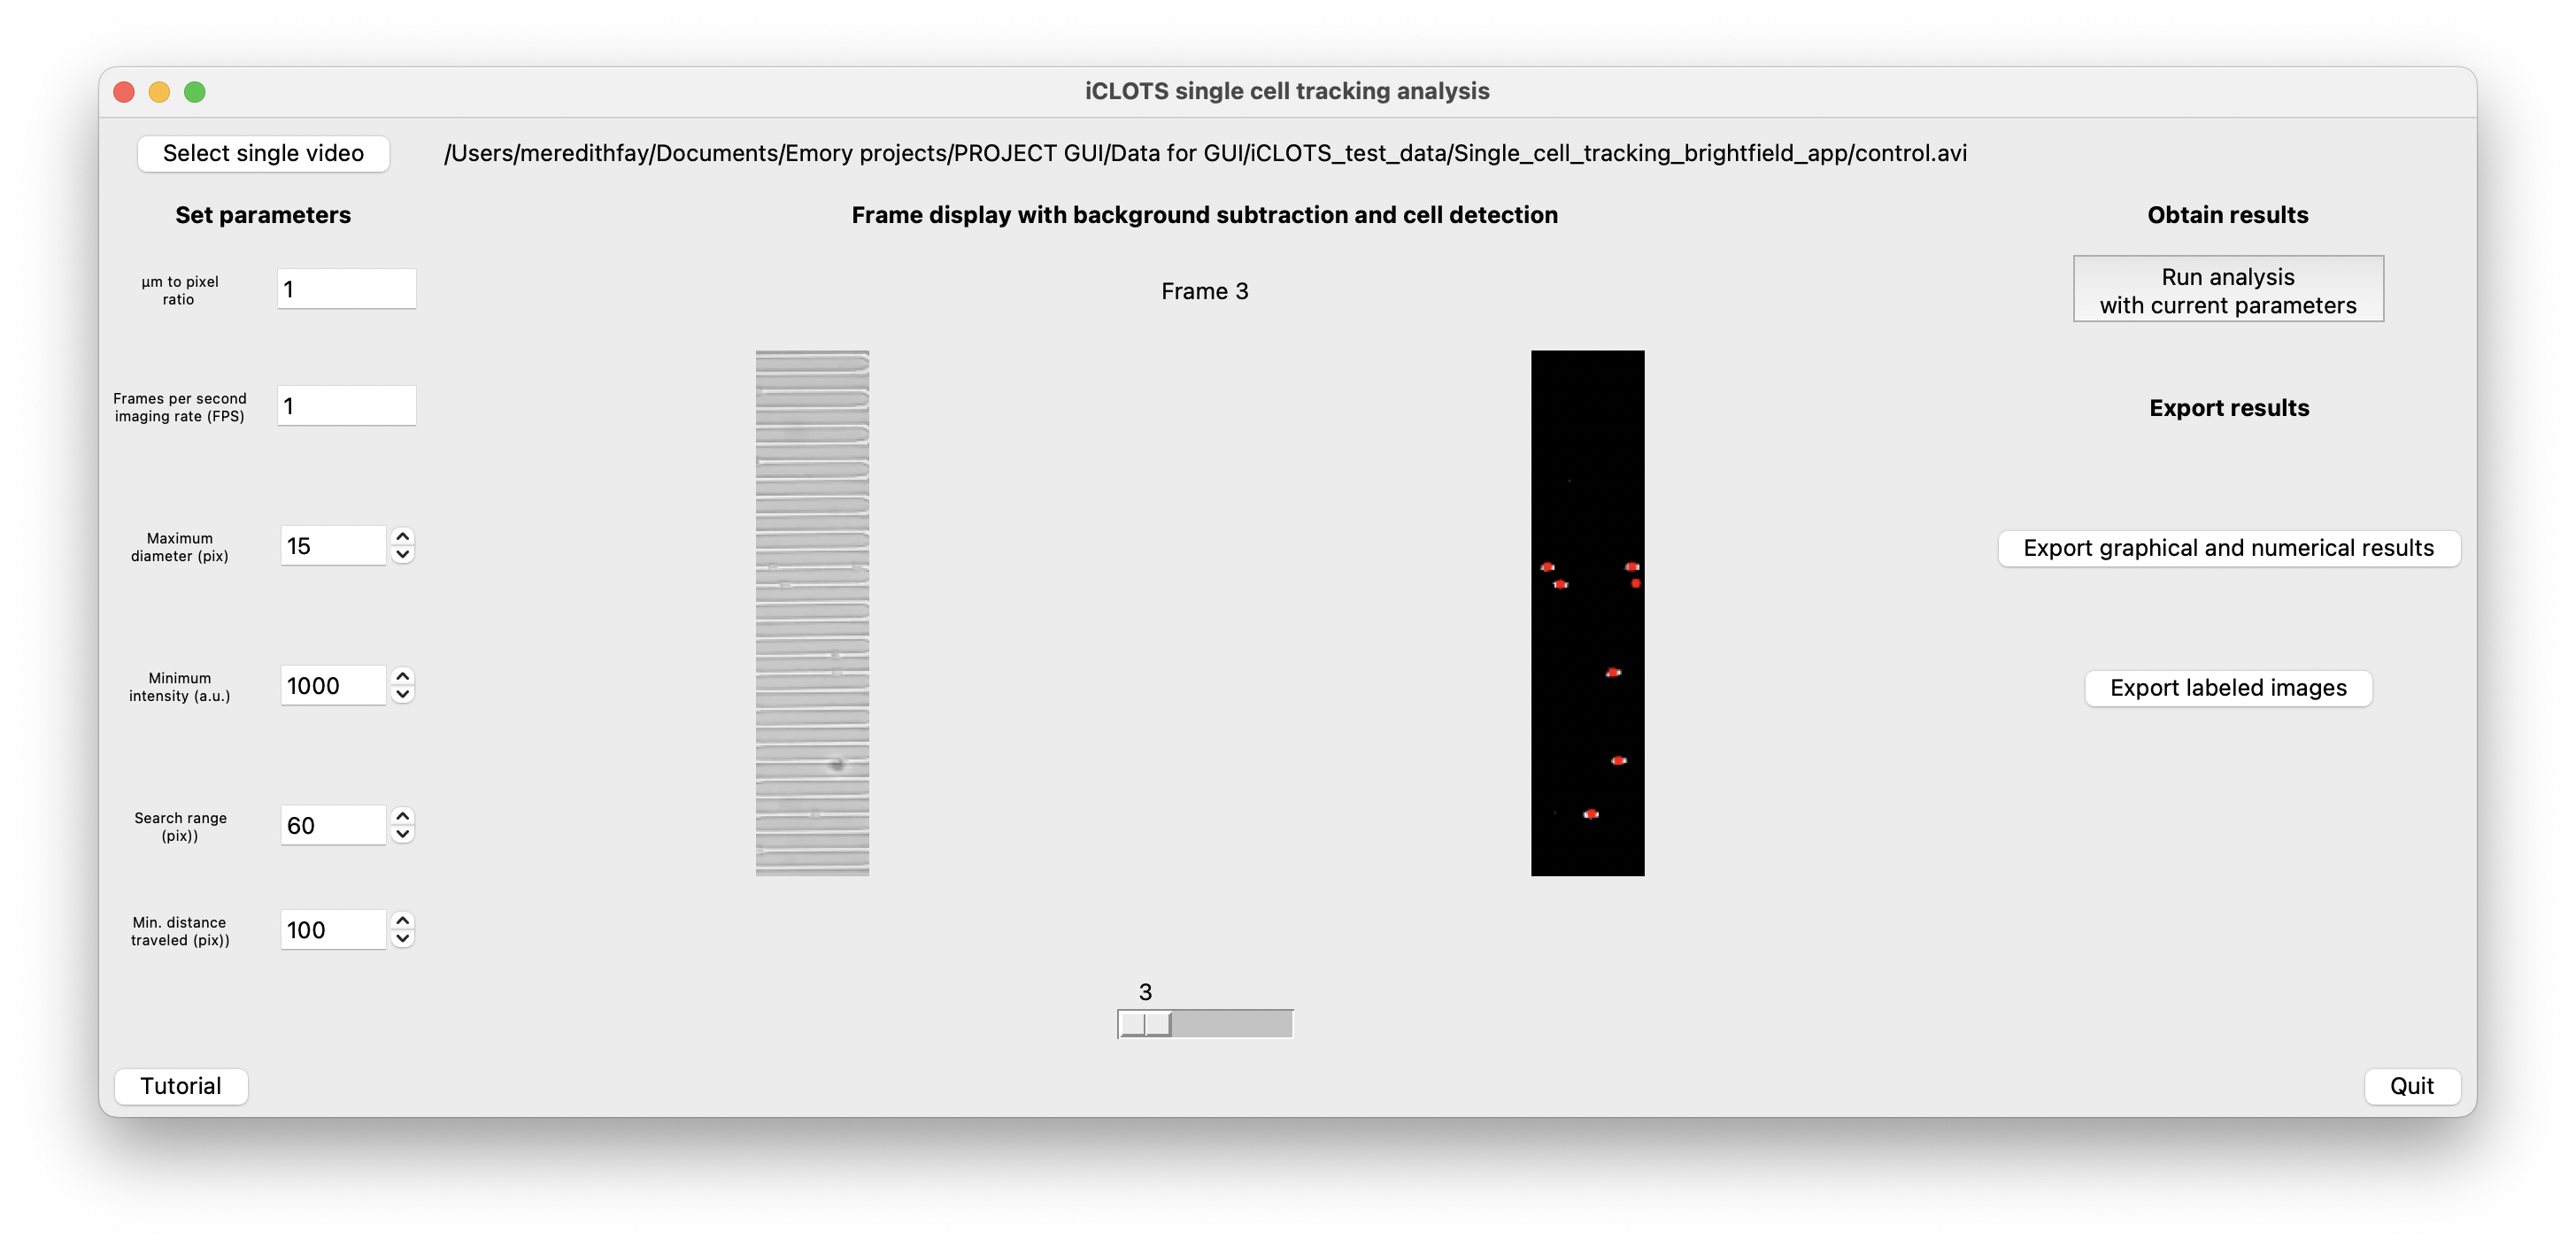 iCLOTS single cell tracking analysis
Select single video
/Users/meredithfay/Documents/Emory projects/PROJECT GUI/Data for GUI/iCLOTS_test_data/Single_cell_tracking_brightfield_app/control.avi
Set parameters
Frame display with background subtraction and cell detection
Obtain results
µm to pixel
ratio
1
Frame 3
Run analysis
with current parameters
Frames per second
imaging rate (FPS)
1
Export results
Maximum
diameter (pix)
15
Export graphical and numerical results
Minimum
intensity (a.u.)
1000
Export labeled images
Search range
(pix))
60
Min. distance
traveled (pix))
100
3
Tutorial
Quit